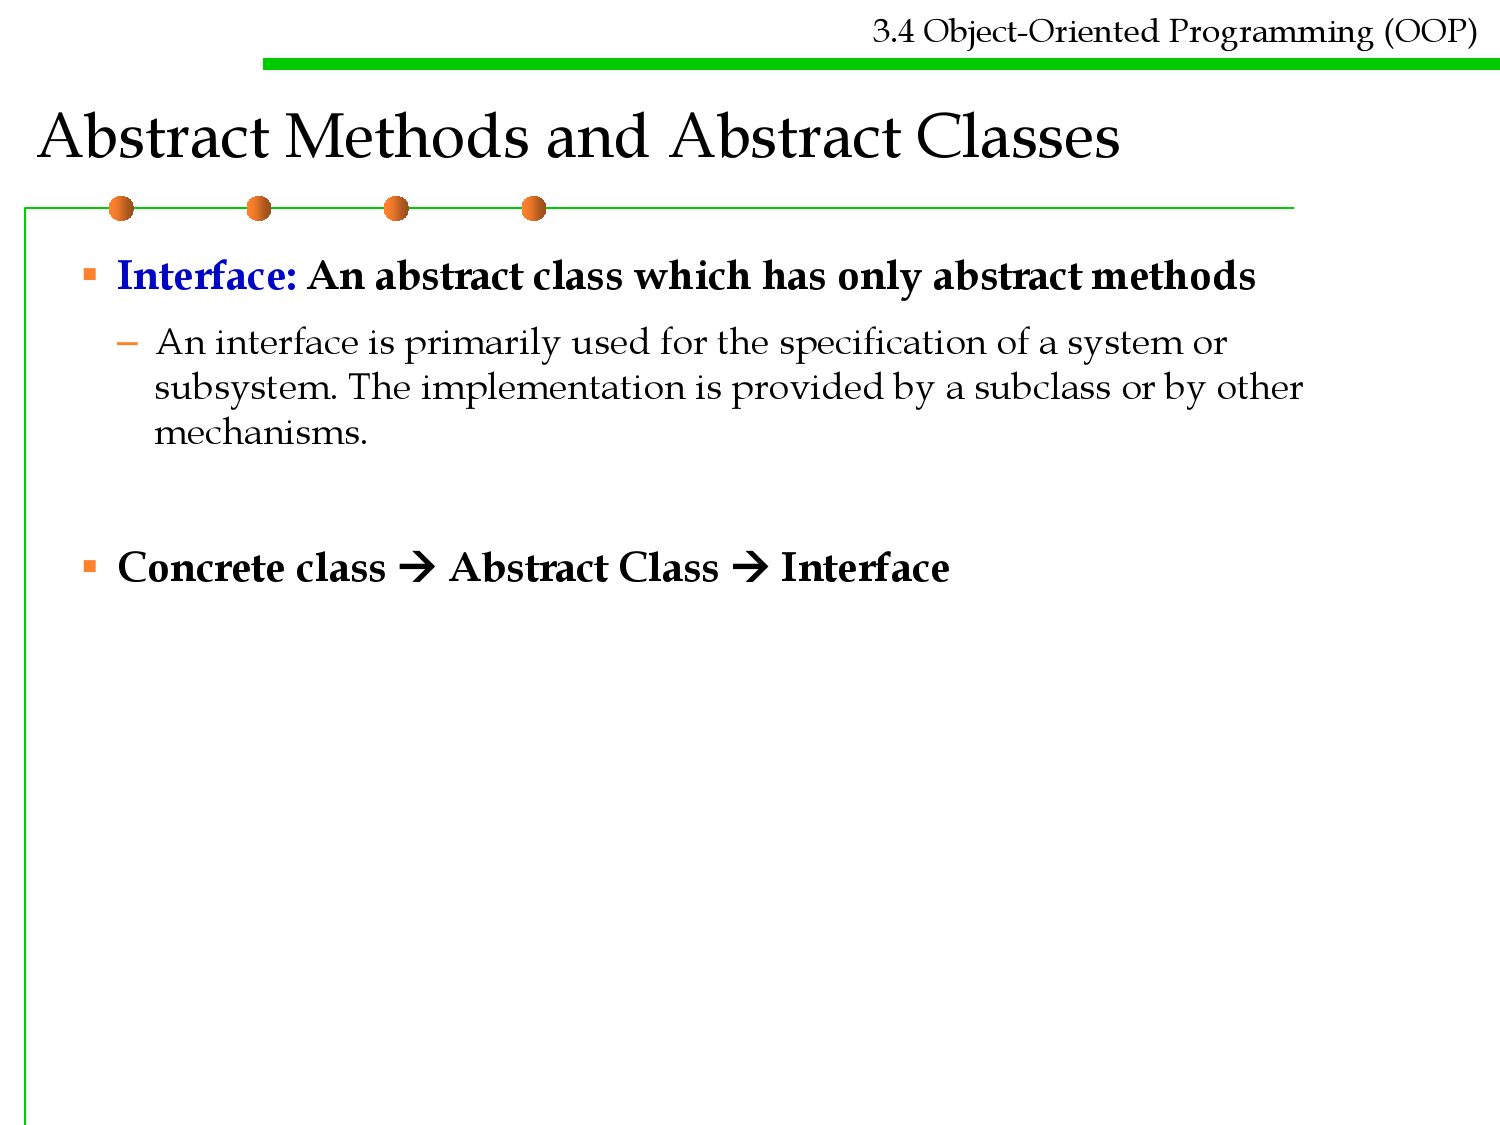 3.4 Object-Oriented Programming (OOP)
Abstract Methods and Abstract Classes
▪ Interface: An abstract class which has only abstract methods
– An interface is primarily used for the specification of a system or
subsystem. The implementation is provided by a subclass or by other
mechanisms.
▪ Concrete class → Abstract Class → Interface